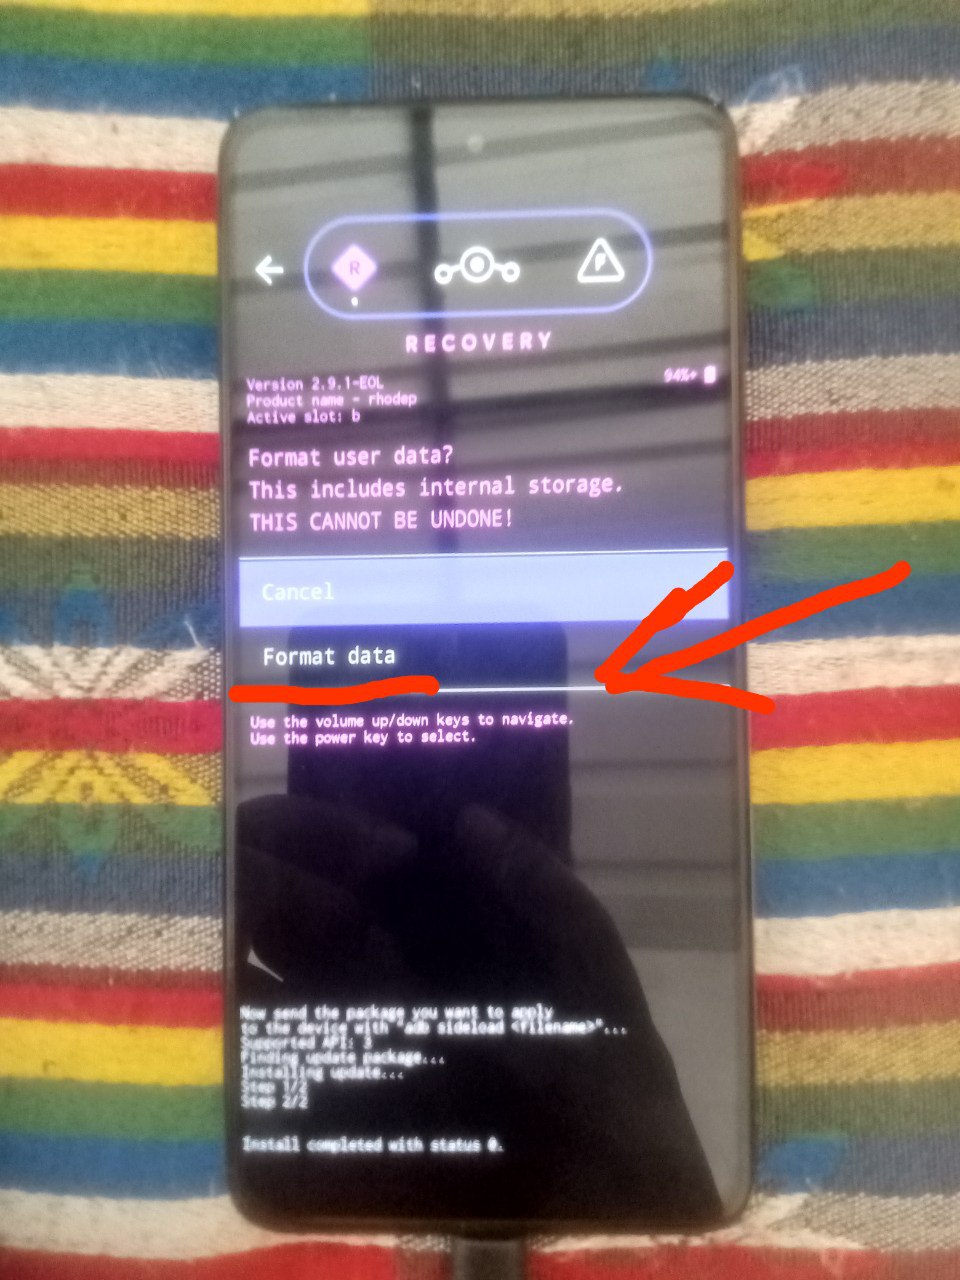 R
RECOVERY
Version 2.9.1-EOL
94%+
Product name - rhodep
Active slot: b
Format user data?
This includes internal storage.
THIS CANNOT BE UNDONE!
Cancel
Format data
Use the volume up/down keys to navigate.
Use the power key to select.
Now send the package you want to apply
to the device with "adb sideload <filename>"...
Supported API: 3
Finding update package...
Installing update...
Step 1/2
Step 2/2
Install completed with status 0.